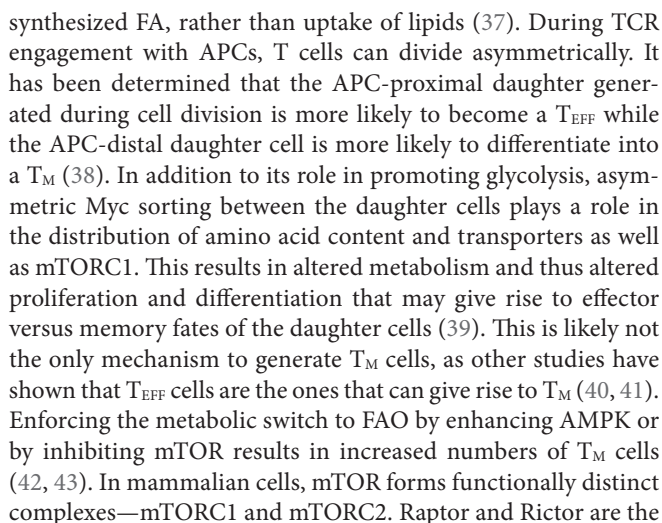 synthesized FA, rather than uptake of lipids (37). During TCR
engagement with APCs, T cells can divide asymmetrically. It
has been determined that the APC-proximal daughter gener-
ated during cell division is more likely to become a TEFF while
the APC-distal daughter cell is more likely to differentiate into
a TM (38). In addition to its role in promoting glycolysis, asym-
metric Myc sorting between the daughter cells plays a role in
the distribution of amino acid content and transporters as well
as mTORC1. This results in altered metabolism and thus altered
proliferation and differentiation that may give rise to effector
versus memory fates of the daughter cells (39). This is likely not
the only mechanism to generate TM cells, as other studies have
shown that TEFF cells are the ones that can give rise to TM (40, 41).
Enforcing the metabolic switch to FAO by enhancing AMPK or
by inhibiting mTOR results in increased numbers of TM cells
(42, 43). In mammalian cells, mTOR forms functionally distinct
complexes—mTORC1 and mTORC2. Raptor and Rictor are the